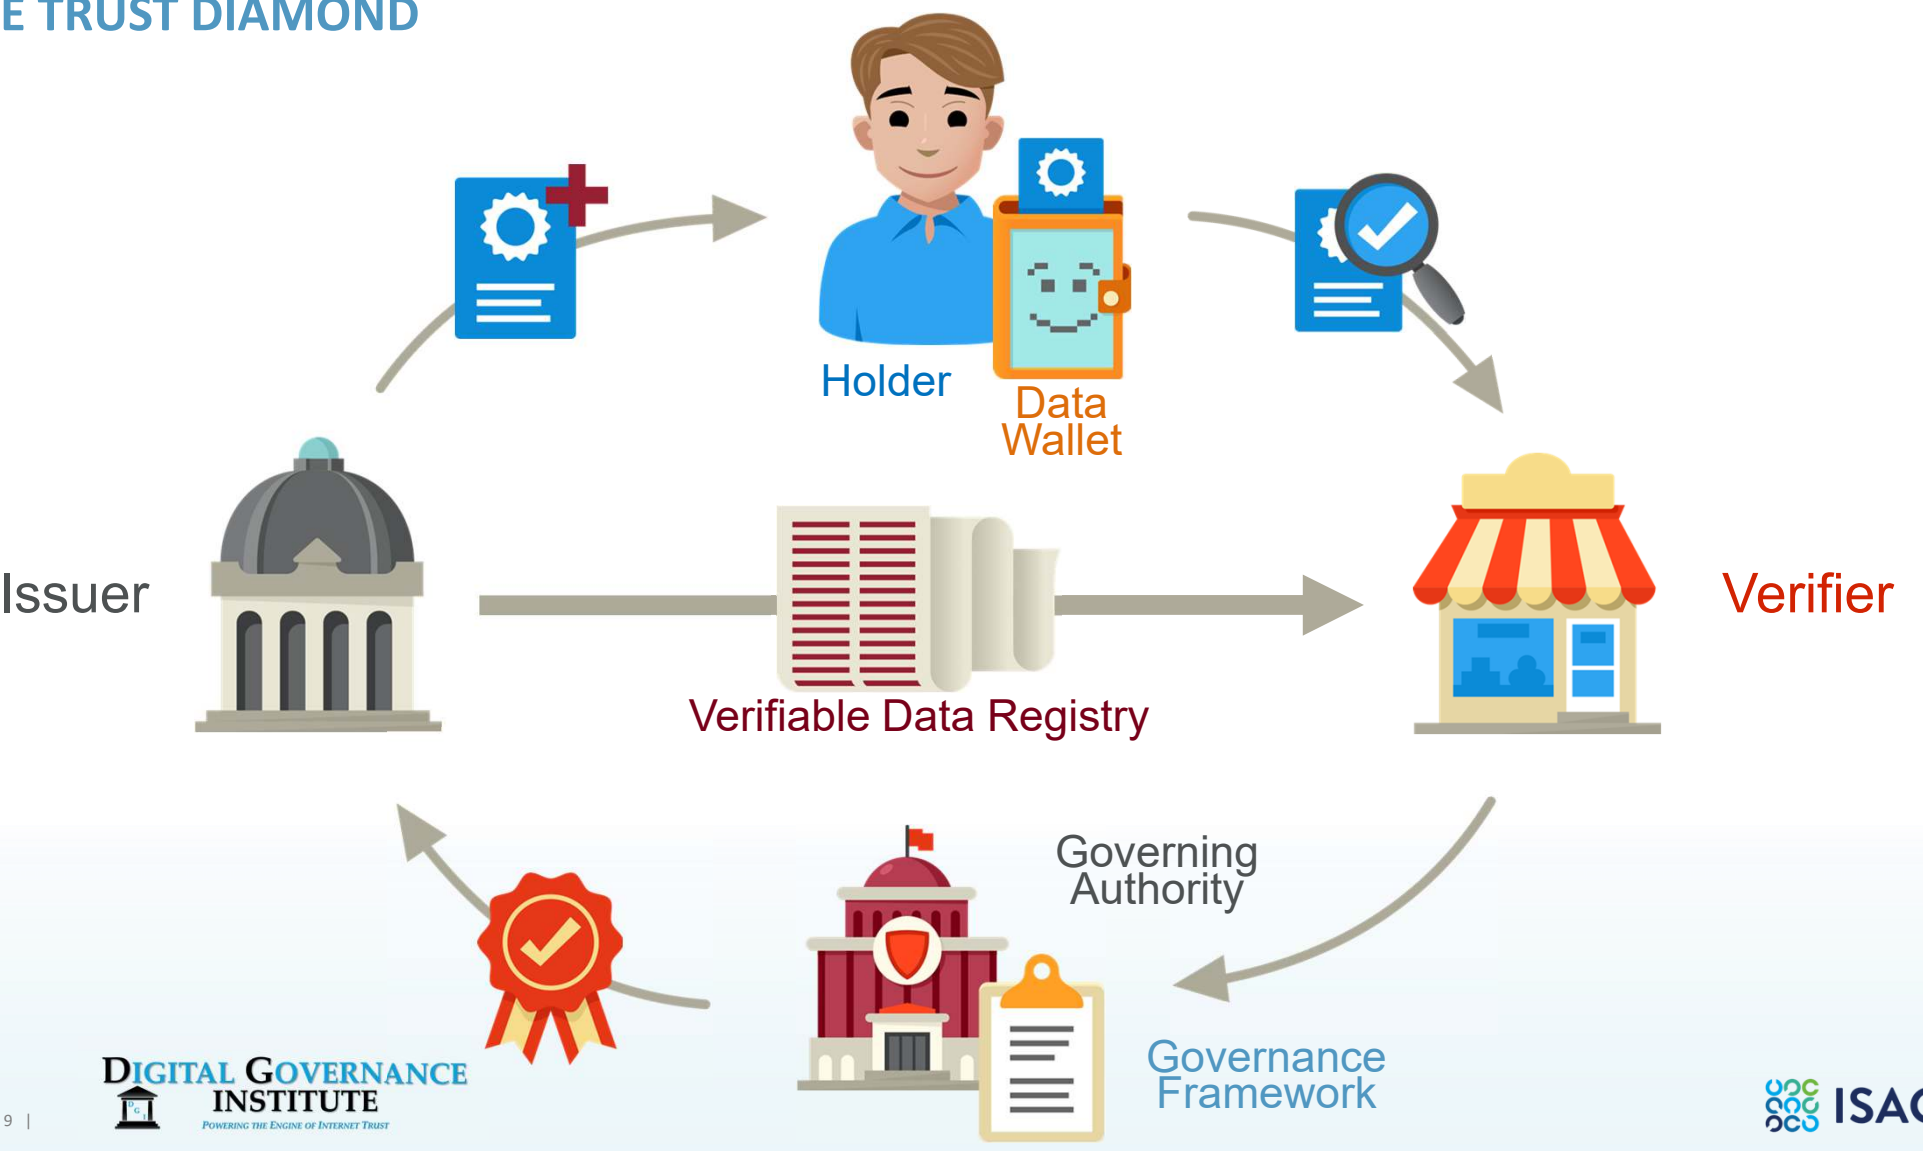 E TRUST DIAMOND
Holder
Data
Wallet
Issuer
Verifier
Verifiable Data Registry
Governing
Authority
Governance
Framework
DIGITAL GOVERNANCE
INSTITUTE
DGI
POWERING THE ENGINE OF INTERNET TRUST
9 |
ISAC